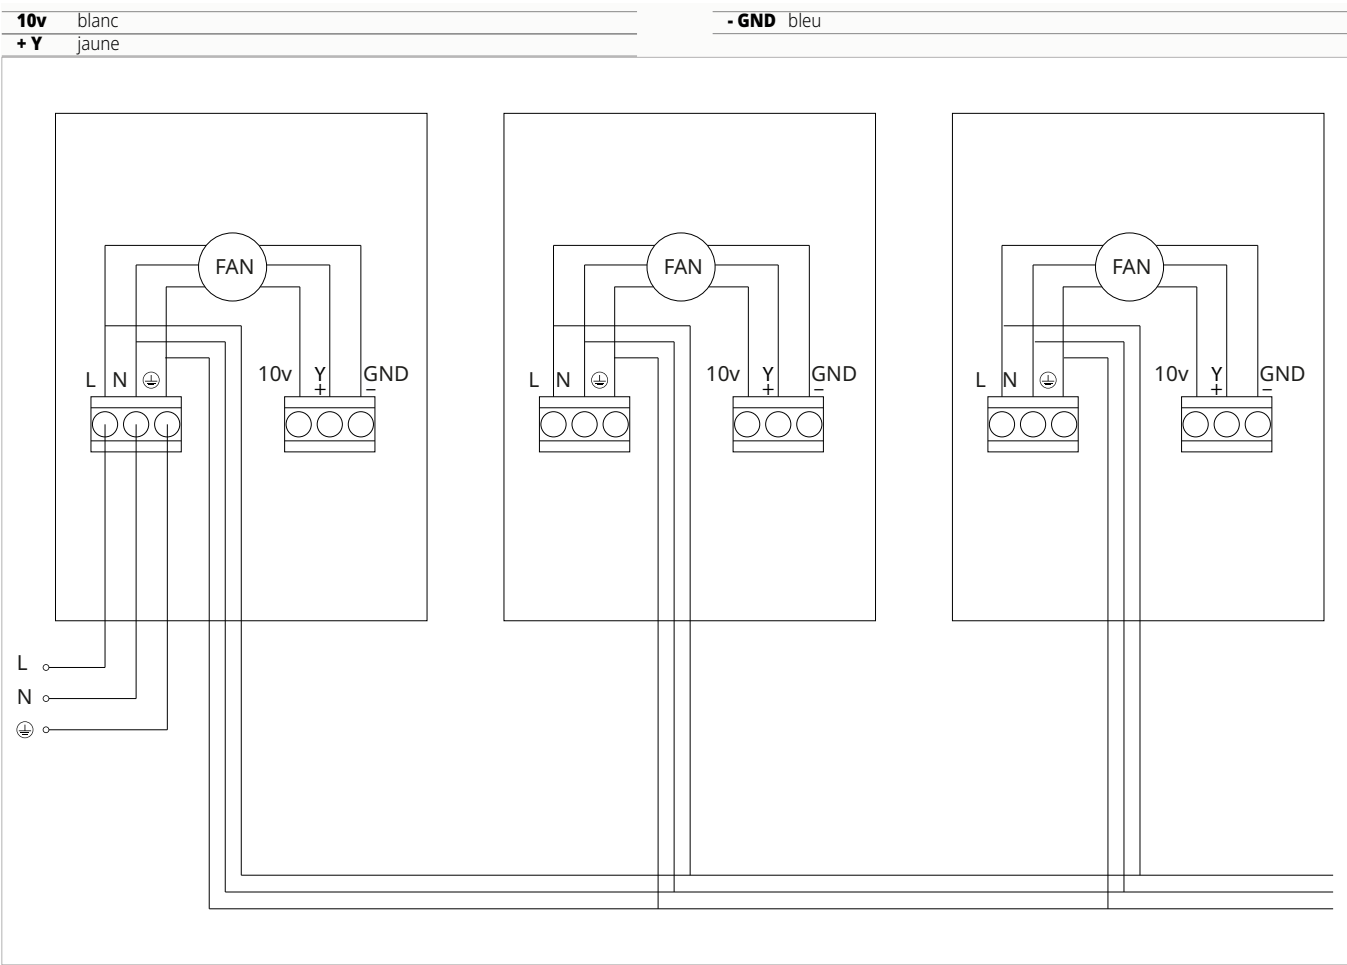 10v blanc
- GND bleu
+ Y jaune
FAN FAN FAN
L N 10v Y GND L N 10v Y GND L N 10v Y GND
+ − + − + −
L
N